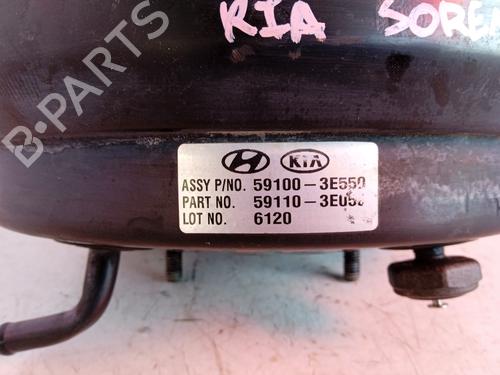 KIA SORE
B-PARTS
KIA
ASSY P/NO. 59100-3E550
PART NO. 59110-3E05
LOT NO. 6120